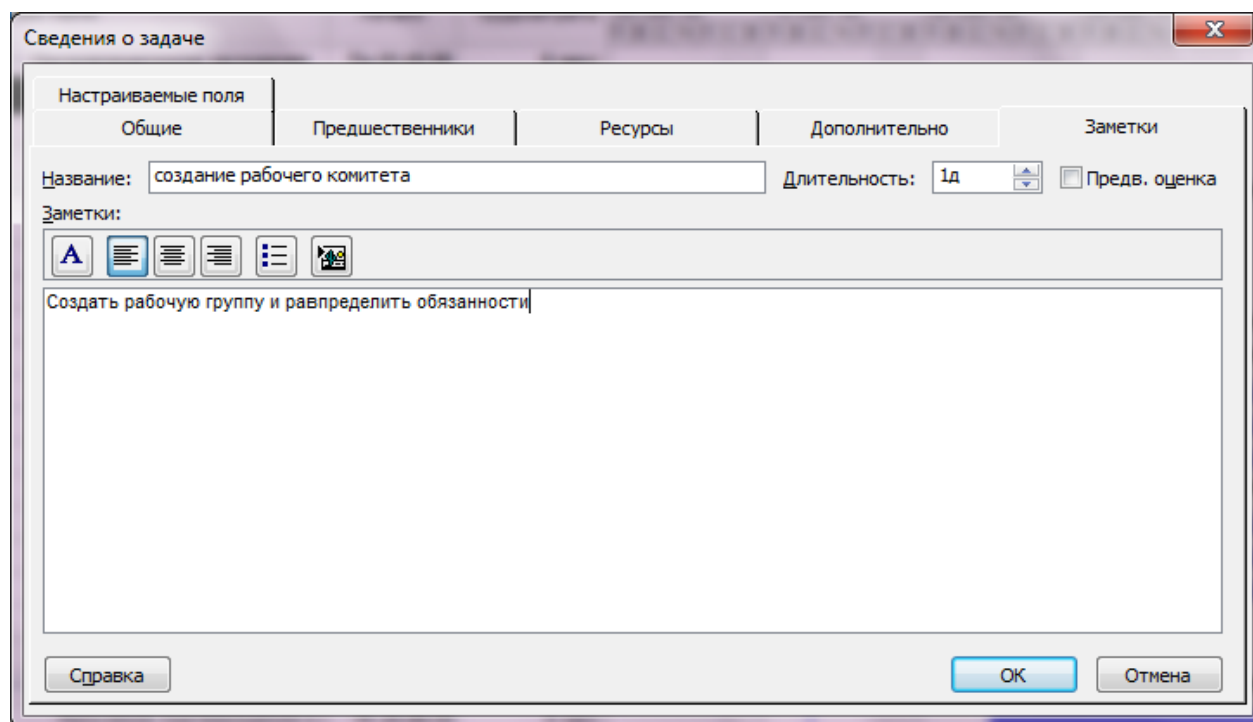 Сведения о задаче
Настраиваемые поля
Общие Предшественники Ресурсы Дополнительно Заметки
Название: создание рабочего комитета Длительность: 1д Предв. оценка
Заметки:
A
Создать рабочую группу и равпределить обязанности
Справка ОК Отмена